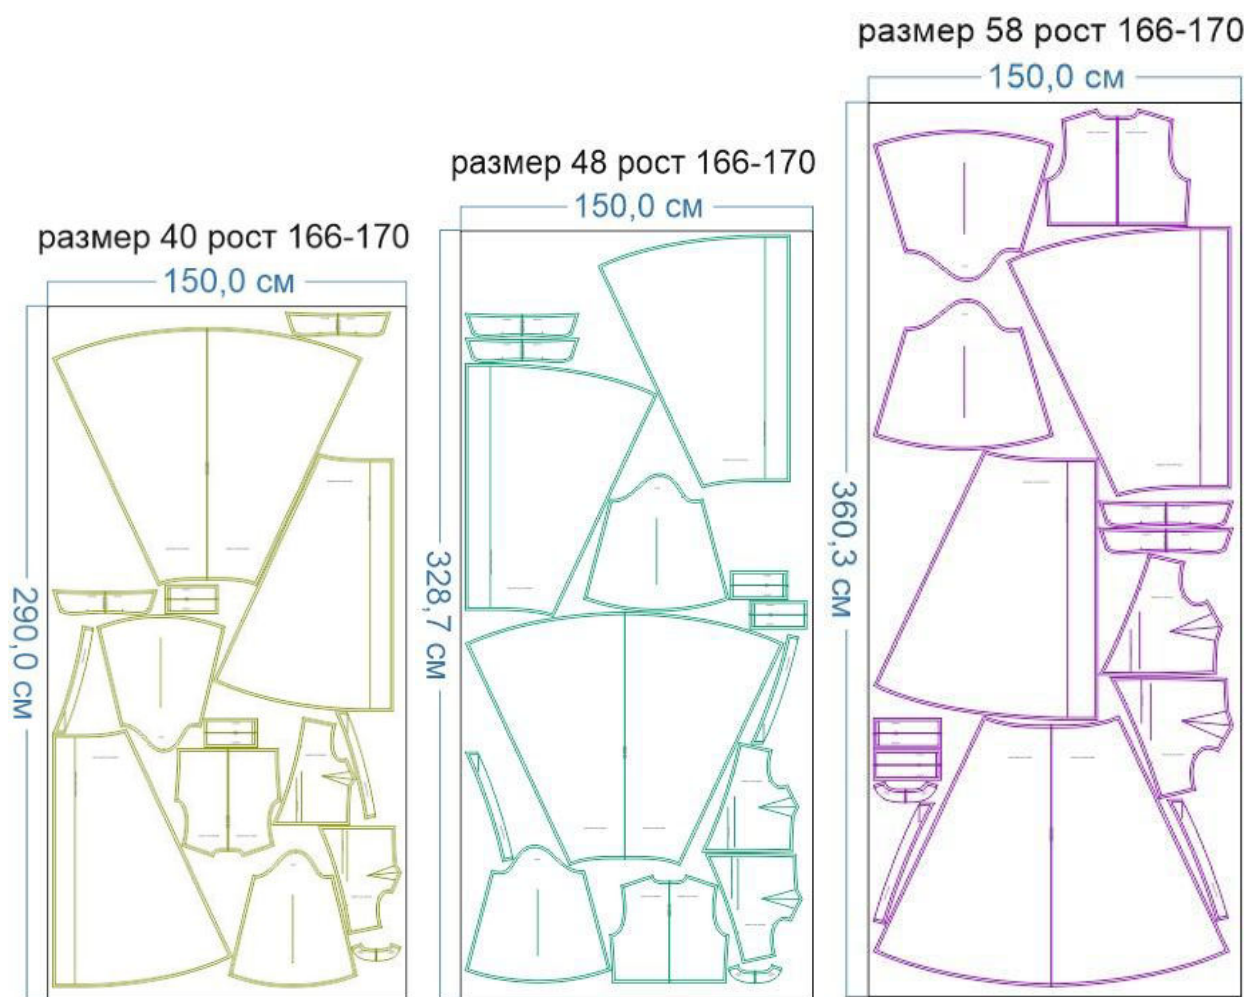 размер 58 рост 166-170
150,0 см
размер 48 рост 166-170
150,0 см
размер 40 рост 166-170
150,0 см
290,0 см
328,7 см
360,3 см